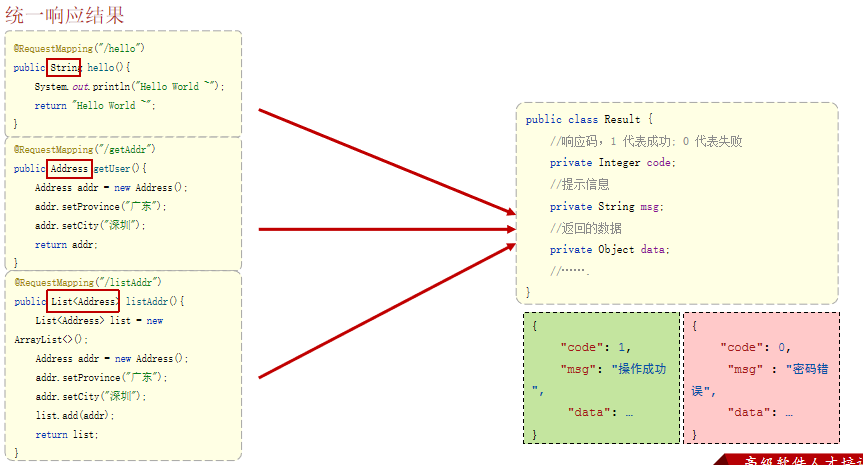 统一响应结果
@RequestMapping("/hello")
public String hello(){
System.out.println("Hello World ~");
return "Hello World ~";
}
@RequestMapping("/getAddr")
public Address getUser(){
Address addr = new Address();
addr.setProvince("广东");
addr.setCity("深圳");
return addr;
}
@RequestMapping("/listAddr")
public List<Address> listAddr(){
List<Address> list = new
ArrayList<>();
Address addr = new Address();
addr.setProvince("广东");
addr.setCity("深圳");
list.add(addr);
return list;
}
public class Result {
//响应码，1 代表成功; 0 代表失败
private Integer code;
//提示信息
private String msg;
//返回的数据
private Object data;
//…….
}
{
"code": 1,
"msg": "操作成功
",
"data": …
}
{
"code": 0,
"msg" : "密码错
误",
"data": …
}
高级软件人才培训